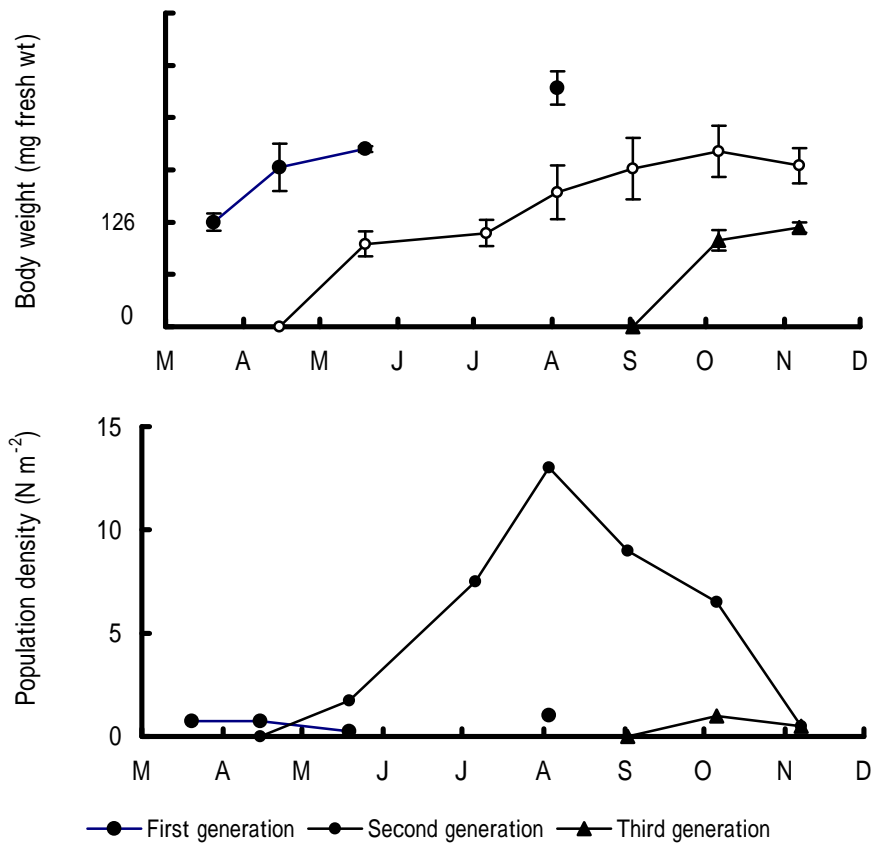 Body weight (mg fresh wt)
126
0
M A M J J A S O N D
Population density (N m-2)
15
10
5
0
M A M J J A S O N D
First generation Second generation Third generation